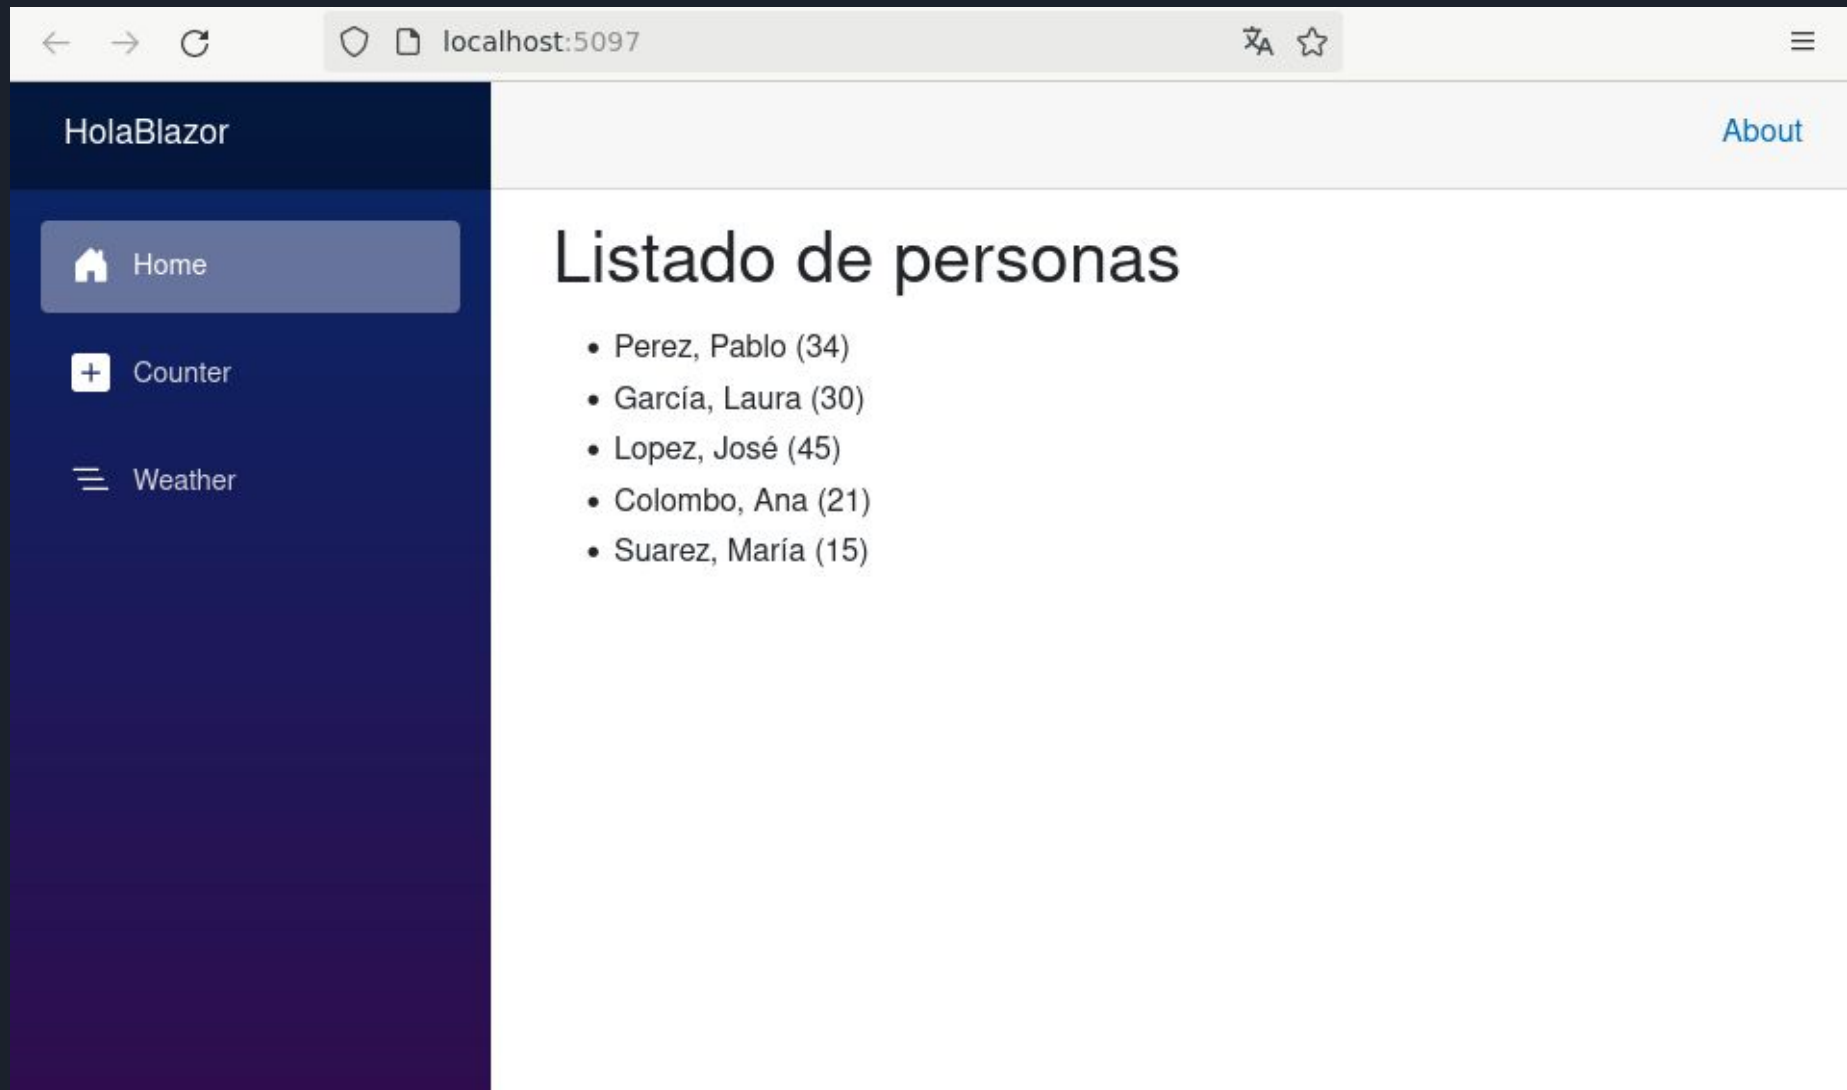 localhost:5097
HolaBlazor
About
Home
Counter
Weather
Listado de personas
• Perez, Pablo (34)
• García, Laura (30)
• Lopez, José (45)
• Colombo, Ana (21)
• Suarez, María (15)